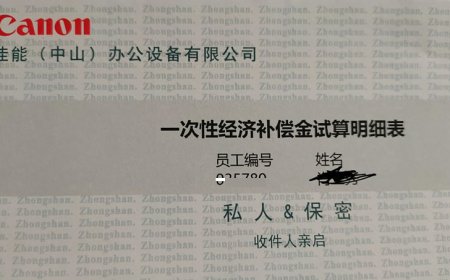 Canon
佳能（中山）办公设备有限公司
一次性经济补偿金试算明细表
员工编号 姓名
私人&保密
收件人亲启